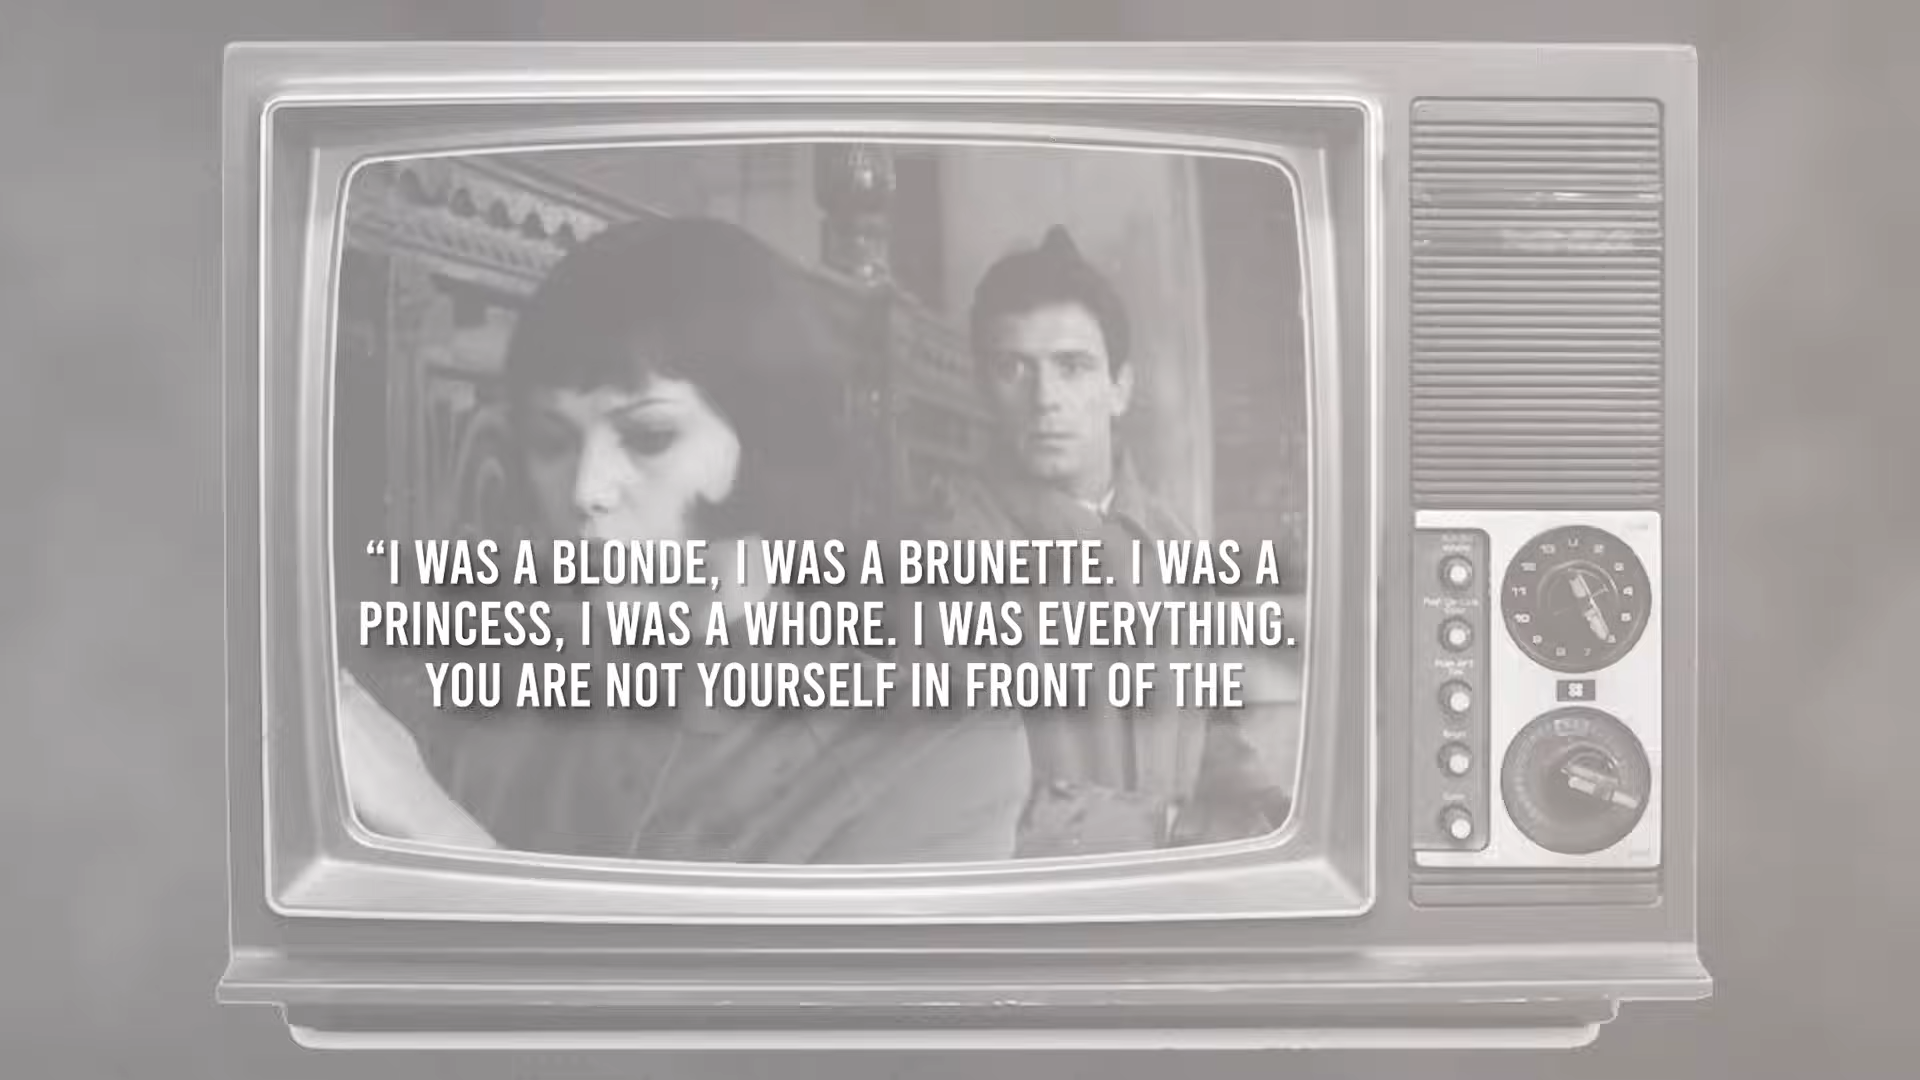 “I WAS A BLONDE, I WAS A BRUNETTE. I WAS A
PRINCESS, I WAS A WHORE. I WAS EVERYTHING.
YOU ARE NOT YOURSELF IN FRONT OF THE